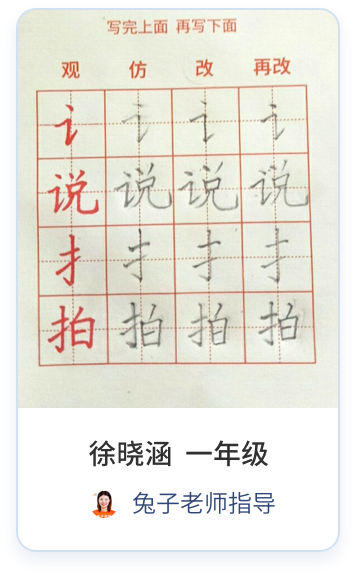 写完上面 再写下面
观 仿 改 再改
讠 讠 讠 讠
说 说 说 说
扌 扌 扌 扌
拍 拍 拍 拍
徐晓涵 一年级
兔子老师指导